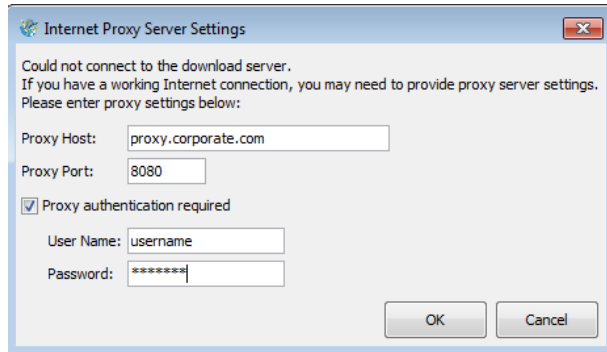 Internet Proxy Server Settings
Could not connect to the download server.
If you have a working Internet connection, you may need to provide proxy server settings.
Please enter proxy settings below:
Proxy Host: proxy.corporate.com
Proxy Port: 8080
Proxy authentication required
User Name: username
Password: *******
OK Cancel